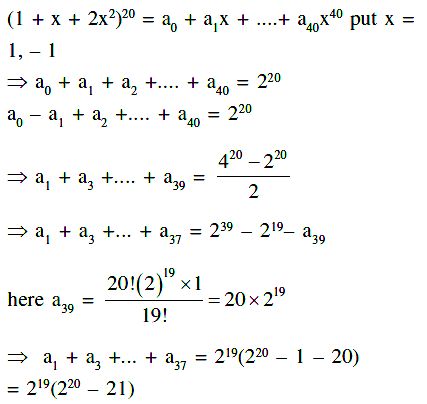 (1 + x + 2x²)²⁰ = a₀ + a₁x + ....+ a₄₀x⁴⁰ put x =
1, – 1
⇒ a₀ + a₁ + a₂ +.... + a₄₀ = 2²⁰
a₀ – a₁ + a₂ +.... + a₄₀ = 2²⁰
⇒ a₁ + a₃ +.... + a₃₉ = (4²⁰ – 2²⁰)/2
⇒ a₁ + a₃ +... + a₃₇ = 2³⁹ – 2¹⁹– a₃₉
here a₃₉ = (20!(2)¹⁹ × 1)/19! = 20 × 2¹⁹
⇒ a₁ + a₃ +... + a₃₇ = 2¹⁹(2²⁰ – 1 – 20)
= 2¹⁹(2²⁰ – 21)